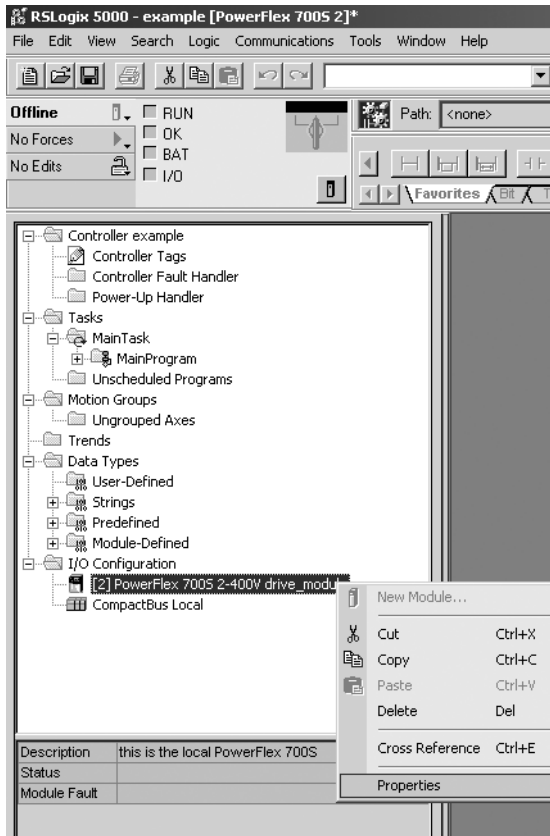 RSLogix 5000 - example [PowerFlex 700S 2]*
File Edit View Search Logic Communications Tools Window Help
Offline
RUN
Path: <none>
No Forces
OK
No Edits
BAT
I/O
Favorites Bit
Controller example
Controller Tags
Controller Fault Handler
Power-Up Handler
Tasks
MainTask
MainProgram
Unscheduled Programs
Motion Groups
Ungrouped Axes
Trends
Data Types
User-Defined
Strings
Predefined
Module-Defined
I/O Configuration
[2] PowerFlex 700S 2-400V drive_modul
CompactBus Local
New Module...
Cut Ctrl+X
Copy Ctrl+C
Paste Ctrl+V
Delete Del
Cross Reference Ctrl+E
Properties
Description this is the local PowerFlex 700S
Status
Module Fault